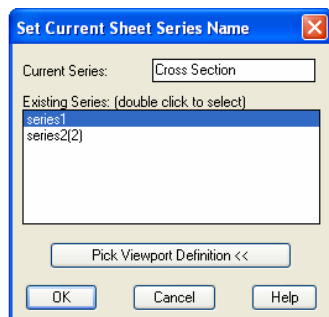 Set Current Sheet Series Name
Current Series: Cross Section
Existing Series: (double click to select)
series1
series2(2)
Pick Viewport Definition <<
OK Cancel Help